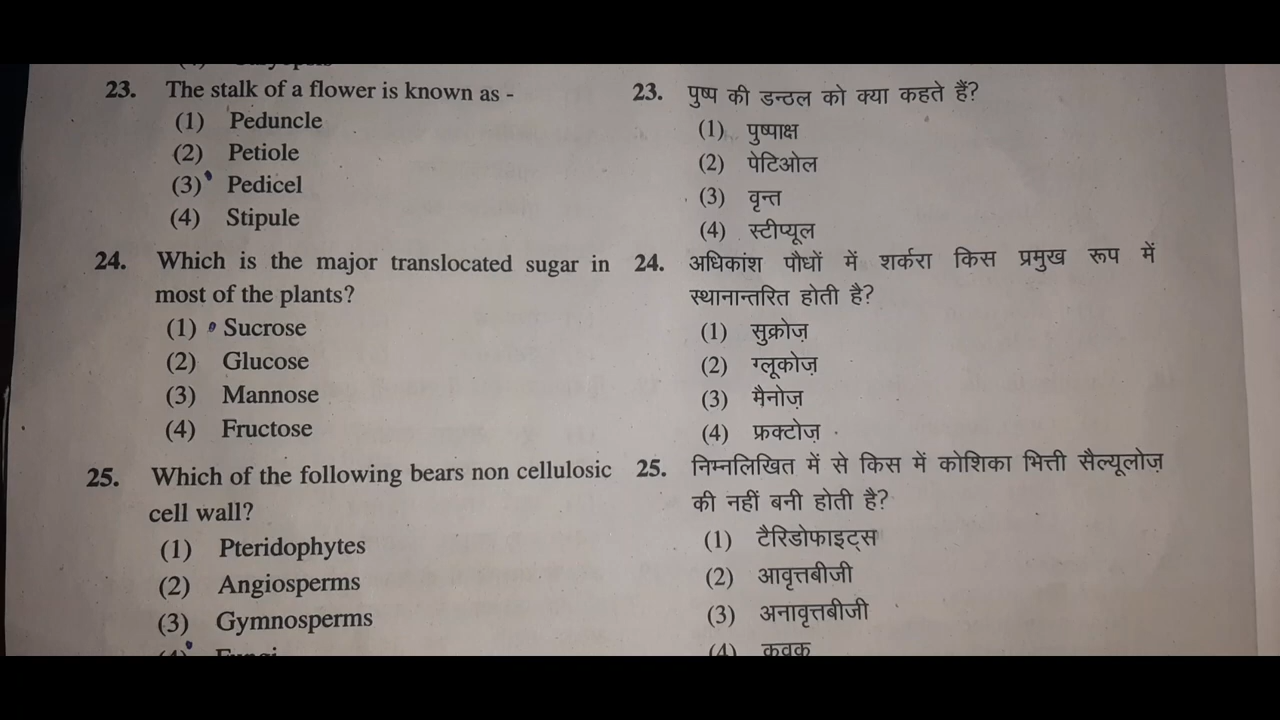 23. The stalk of a flower is known as -
(1) Peduncle
(2) Petiole
(3) Pedicel
(4) Stipule
24. Which is the major translocated sugar in
most of the plants?
(1) Sucrose
(2) Glucose
(3) Mannose
(4) Fructose
25. Which of the following bears non cellulosic
cell wall?
(1) Pteridophytes
(2) Angiosperms
(3) Gymnosperms
(4) Fungi
23. पुष्प की डन्ठल को क्या कहते हैं?
(1) पुष्पाक्ष
(2) पेटिओल
(3) वृन्त
(4) स्टीप्यूल
24. अधिकांश पौधों में शर्करा किस प्रमुख रूप में
स्थानान्तरित होती है?
(1) सुक्रोज़
(2) ग्लूकोज़
(3) मैनोज़
(4) फ्रक्टोज़
25. निम्नलिखित में से किस में कोशिका भित्ती सैल्यूलोज़
की नहीं बनी होती है?
(1) टैरिडोफाइट्स
(2) आवृत्तबीजी
(3) अनावृत्तबीजी
(4) कवक